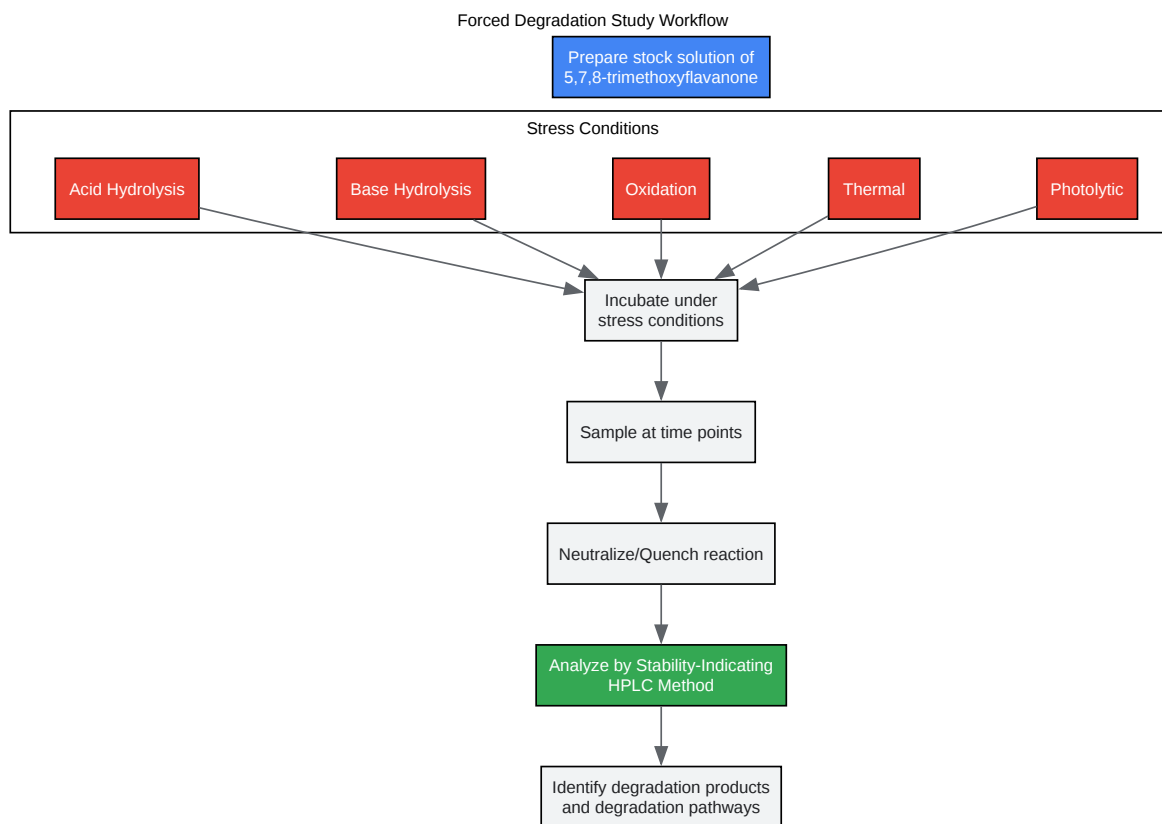 Forced Degradation Study Workflow
Prepare stock solution of
5,7,8-trimethoxyflavanone
Stress Conditions
Acid Hydrolysis
Base Hydrolysis
Oxidation
Thermal
Photolytic
Incubate under
stress conditions
Sample at time points
Neutralize/Quench reaction
Analyze by Stability-Indicating
HPLC Method
Identify degradation products
and degradation pathways